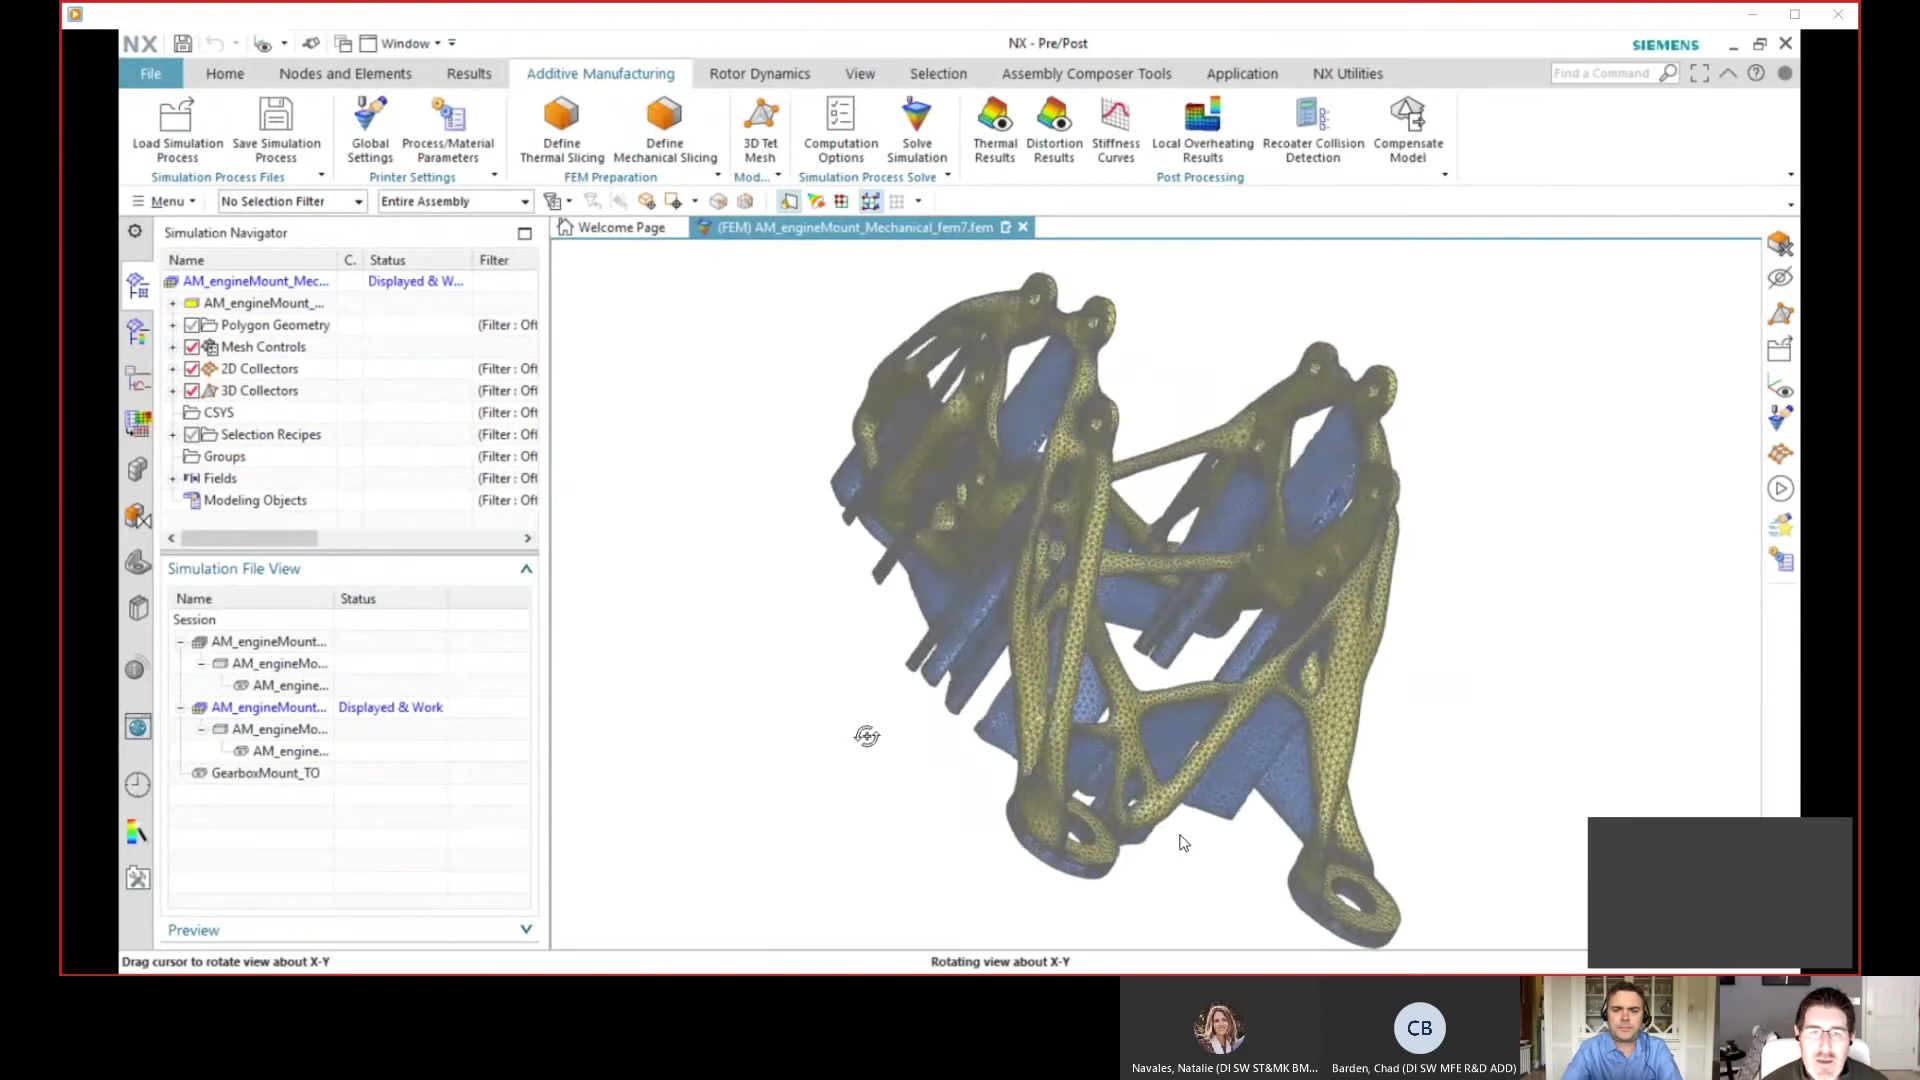 NX
Window
NX - Pre/Post
SIEMENS
File
Home
Nodes and Elements
Results
Additive Manufacturing
Rotor Dynamics
View
Selection
Assembly Composer Tools
Application
NX Utilities
Find a Command
Load Simulation
Process
Save Simulation
Process
Global
Settings
Process/Material
Parameters
Define
Thermal Slicing
Define
Mechanical Slicing
3D Tet
Mesh
Computation
Options
Solve
Simulation
Thermal
Results
Distortion
Results
Stiffness
Curves
Local Overheating
Results
Recoater Collision
Detection
Compensate
Model
Simulation Process Files
Printer Settings
FEM Preparation
Mod...
Simulation Process Solve
Post Processing
Menu
No Selection Filter
Entire Assembly
Simulation Navigator
Welcome Page
(FEM) AM_engineMount_Mechanical_fem7.fem
Name C. Status Filter
AM_engineMount_Mec... Displayed & W...
AM_engineMount_...
Polygon Geometry (Filter : Off
Mesh Controls
2D Collectors (Filter : Off
3D Collectors (Filter : Off
CSYS
Selection Recipes (Filter : Off
Groups
Fields (Filter : Off
Modeling Objects (Filter : Off
Simulation File View
Name Status
Session
AM_engineMount...
AM_engineMo...
AM_engine...
AM_engineMount... Displayed & Work
AM_engineMo...
AM_engine...
GearboxMount_TO
Preview
Drag cursor to rotate view about X-Y
Rotating view about X-Y
CB
Navales, Natalie (DI SW ST&MK BM...
Barden, Chad (DI SW MFE R&D ADD)